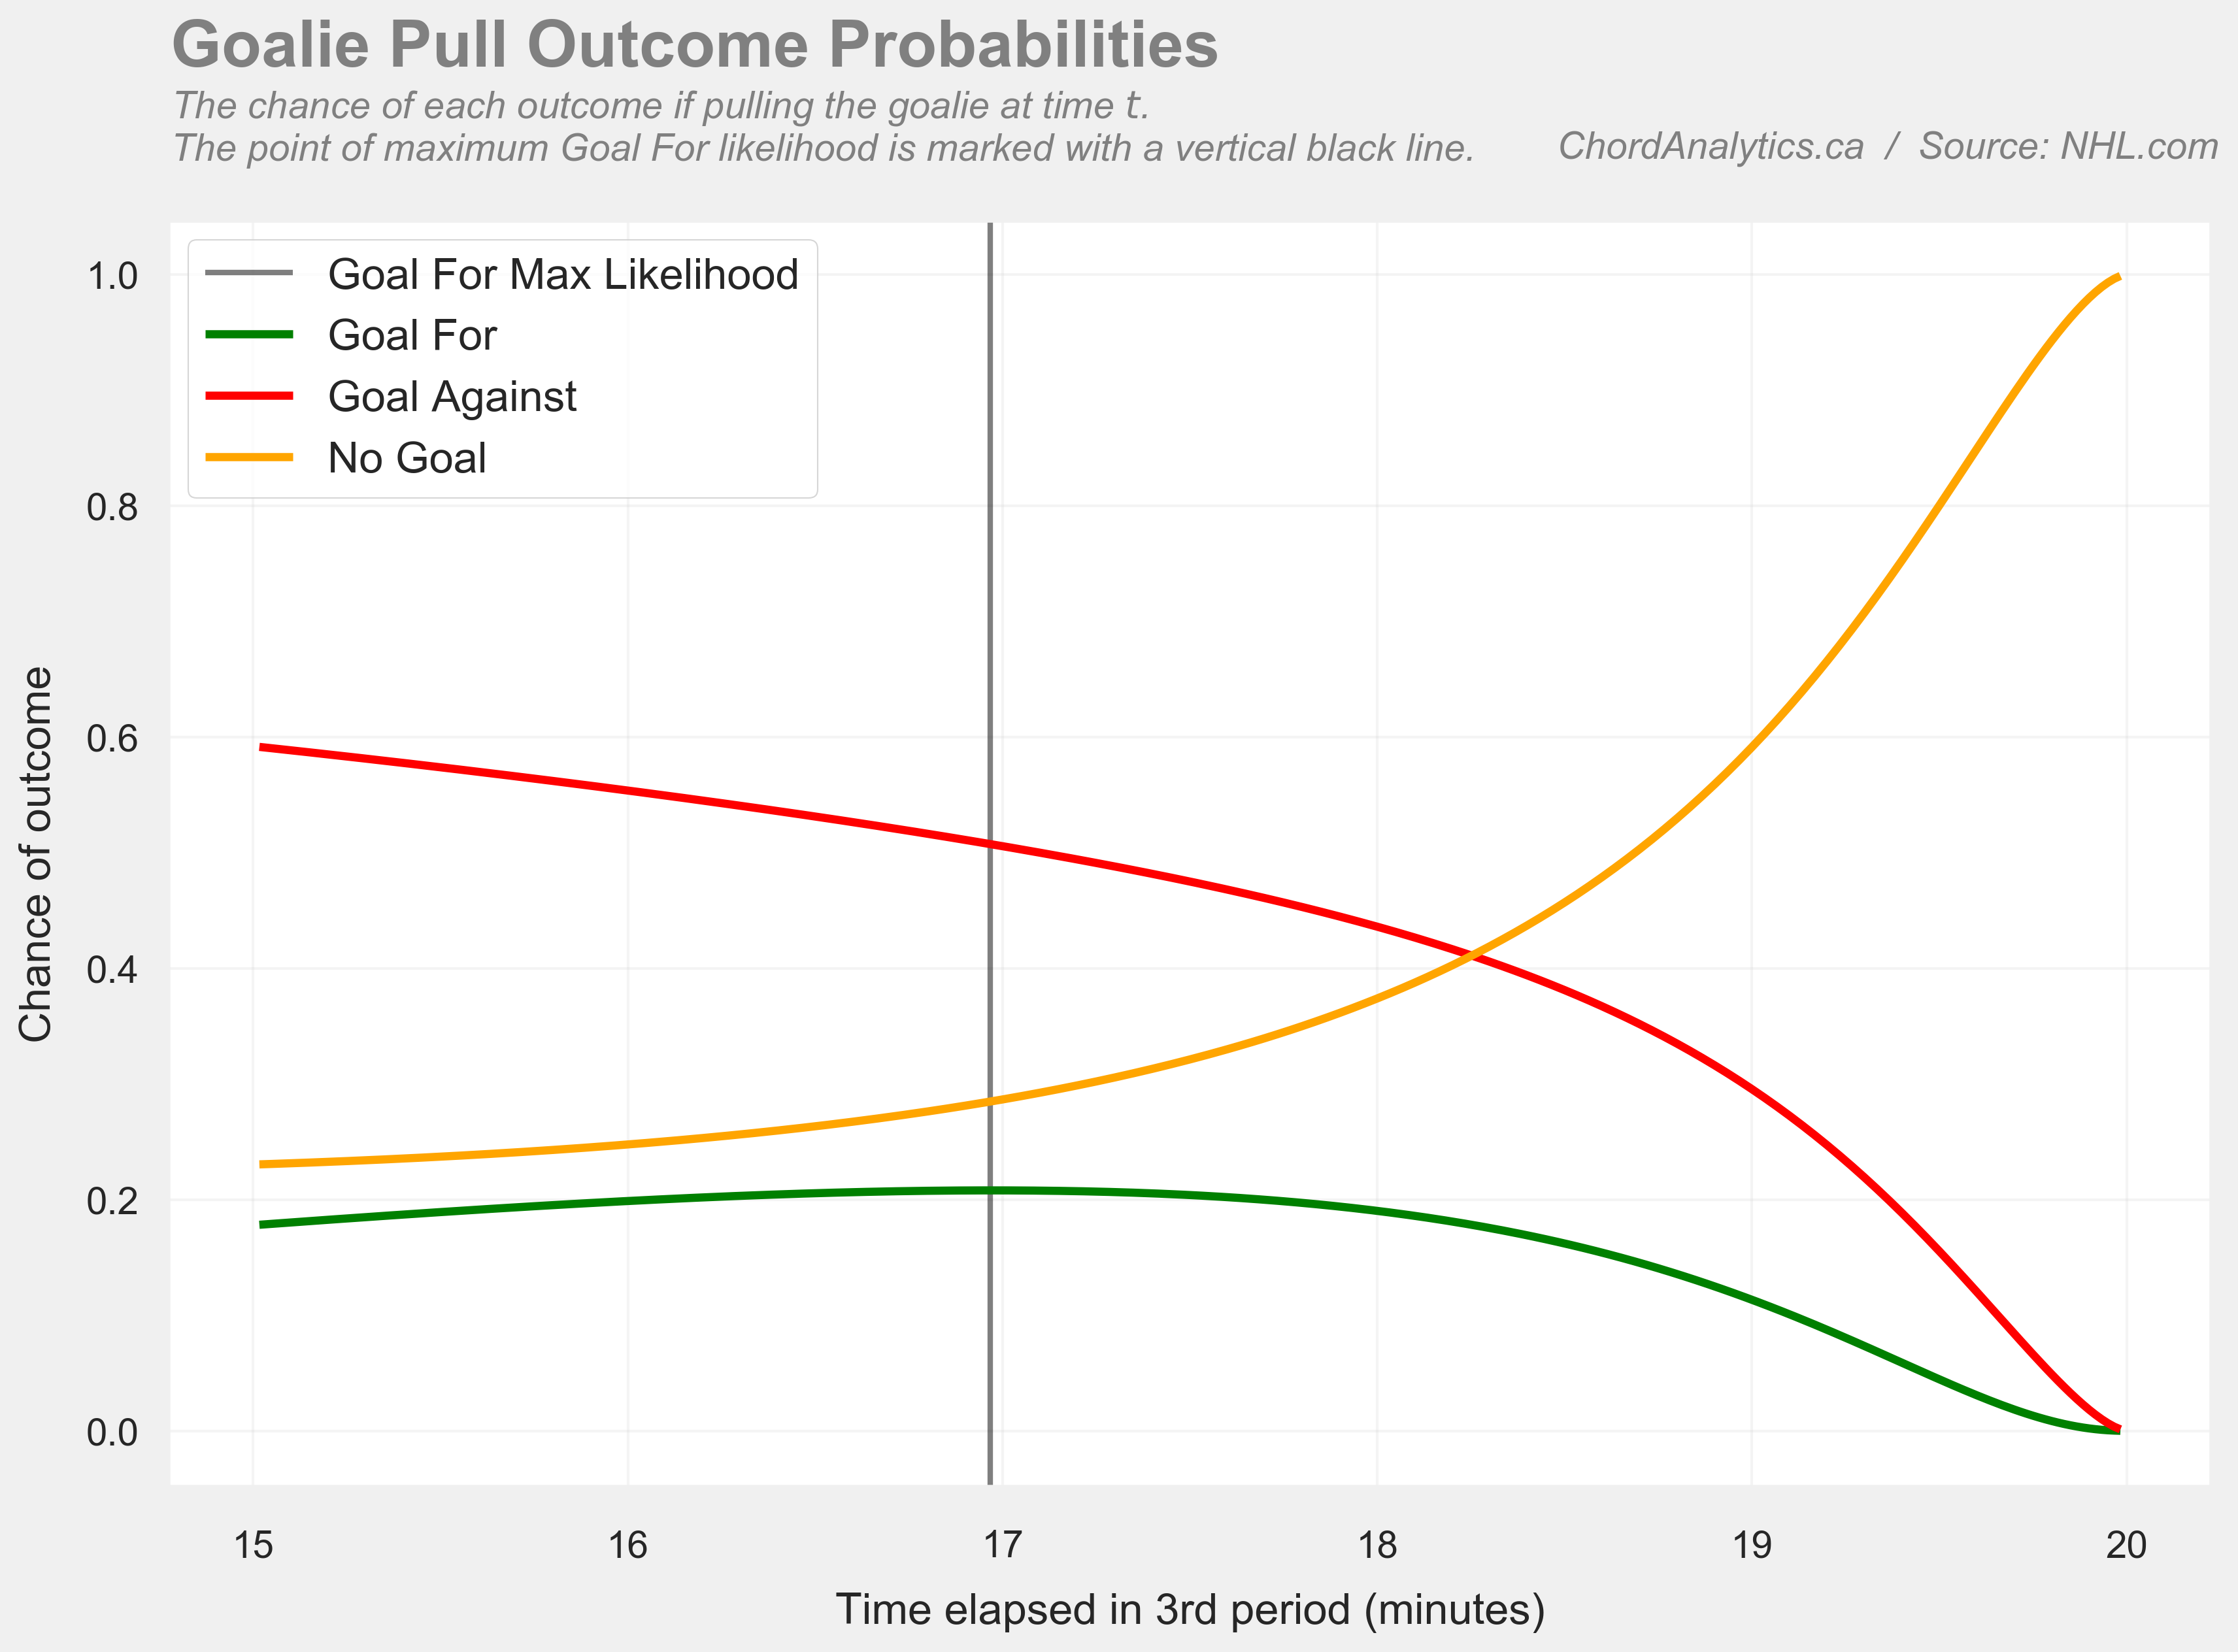 Goalie Pull Outcome Probabilities
The chance of each outcome if pulling the goalie at time t.
The point of maximum Goal For likelihood is marked with a vertical black line.
ChordAnalytics.ca / Source: NHL.com
Goal For Max Likelihood
Goal For
Goal Against
No Goal
1.0
0.8
0.6
0.4
0.2
0.0
Chance of outcome
15 16 17 18 19 20
Time elapsed in 3rd period (minutes)